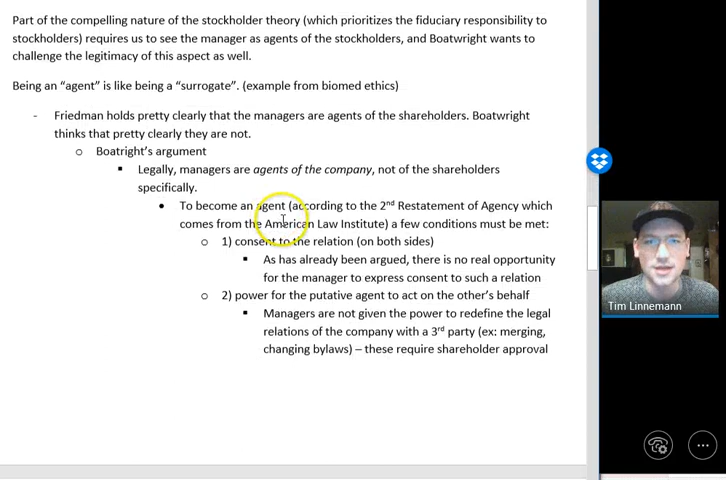 Part of the compelling nature of the stockholder theory (which prioritizes the fiduciary responsibility to
stockholders) requires us to see the manager as agents of the stockholders, and Boatwright wants to
challenge the legitimacy of this aspect as well.
Being an “agent” is like being a “surrogate”. (example from biomed ethics)
- Friedman holds pretty clearly that the managers are agents of the shareholders. Boatwright
thinks that pretty clearly they are not.
o Boatright’s argument
▪ Legally, managers are agents of the company, not of the shareholders
specifically.
• To become an agent (according to the 2nd Restatement of Agency which
comes from the American Law Institute) a few conditions must be met:
o 1) consent to the relation (on both sides)
▪ As has already been argued, there is no real opportunity
for the manager to express consent to such a relation
o 2) power for the putative agent to act on the other’s behalf
▪ Managers are not given the power to redefine the legal
relations of the company with a 3rd party (ex: merging,
changing bylaws) – these require shareholder approval
Tim Linnemann